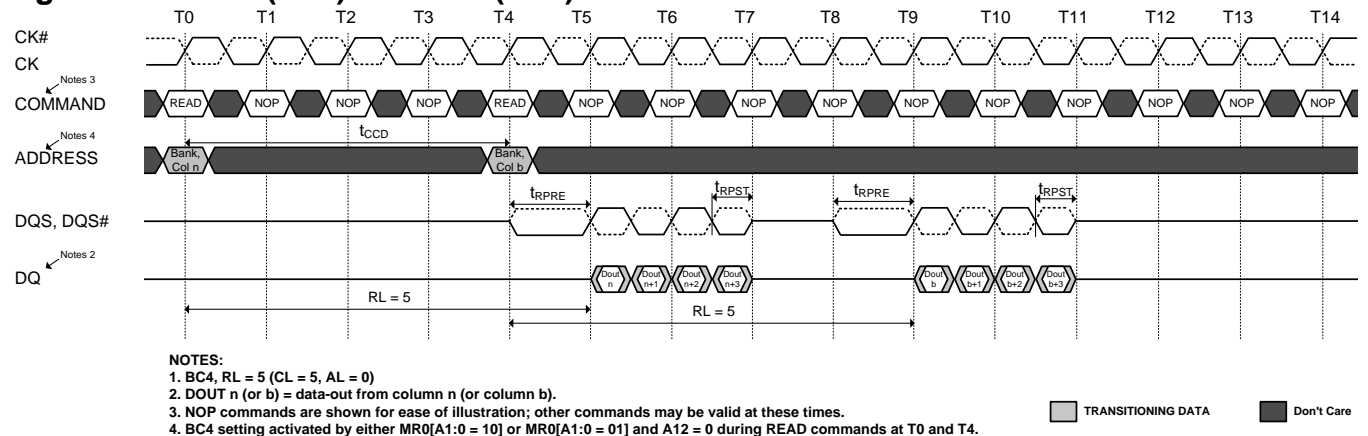 T0 T1 T2 T3 T4 T5 T6 T7 T8 T9 T10 T11 T12 T13 T14
CK#
CK
Notes 3
COMMAND
READ NOP NOP NOP READ NOP NOP NOP NOP NOP NOP NOP NOP NOP NOP
tCCD
Notes 4
ADDRESS
Bank, Col n
Bank, Col b
tRPRE tRPST tRPRE tRPST
DQS, DQS#
Notes 2
DQ
Dout n
Dout n+1
Dout n+2
Dout n+3
Dout b
Dout b+1
Dout b+2
Dout b+3
RL = 5
RL = 5
NOTES:
1. BC4, RL = 5 (CL = 5, AL = 0)
2. DOUT n (or b) = data-out from column n (or column b).
3. NOP commands are shown for ease of illustration; other commands may be valid at these times.
4. BC4 setting activated by either MR0[A1:0 = 10] or MR0[A1:0 = 01] and A12 = 0 during READ commands at T0 and T4.
TRANSITIONING DATA
Don't Care